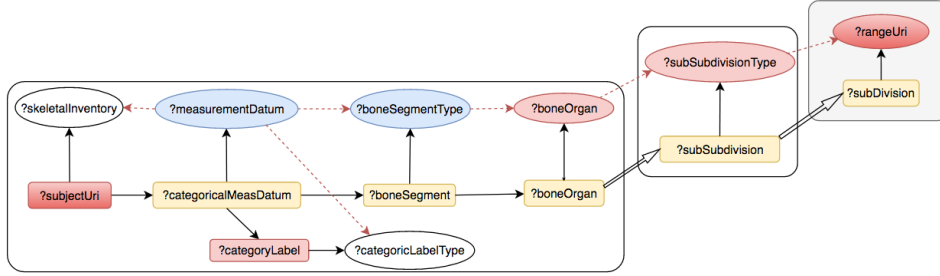 ?rangeUri
?subSubdivisionType
?subDivision
?skeletalInventory
?measurementDatum
?boneSegmentType
?boneOrgan
?subSubdivision
?subjectUri
?categoricalMeasDatum
?boneSegment
?boneOrgan
?categoryLabel
?categoricLabelType